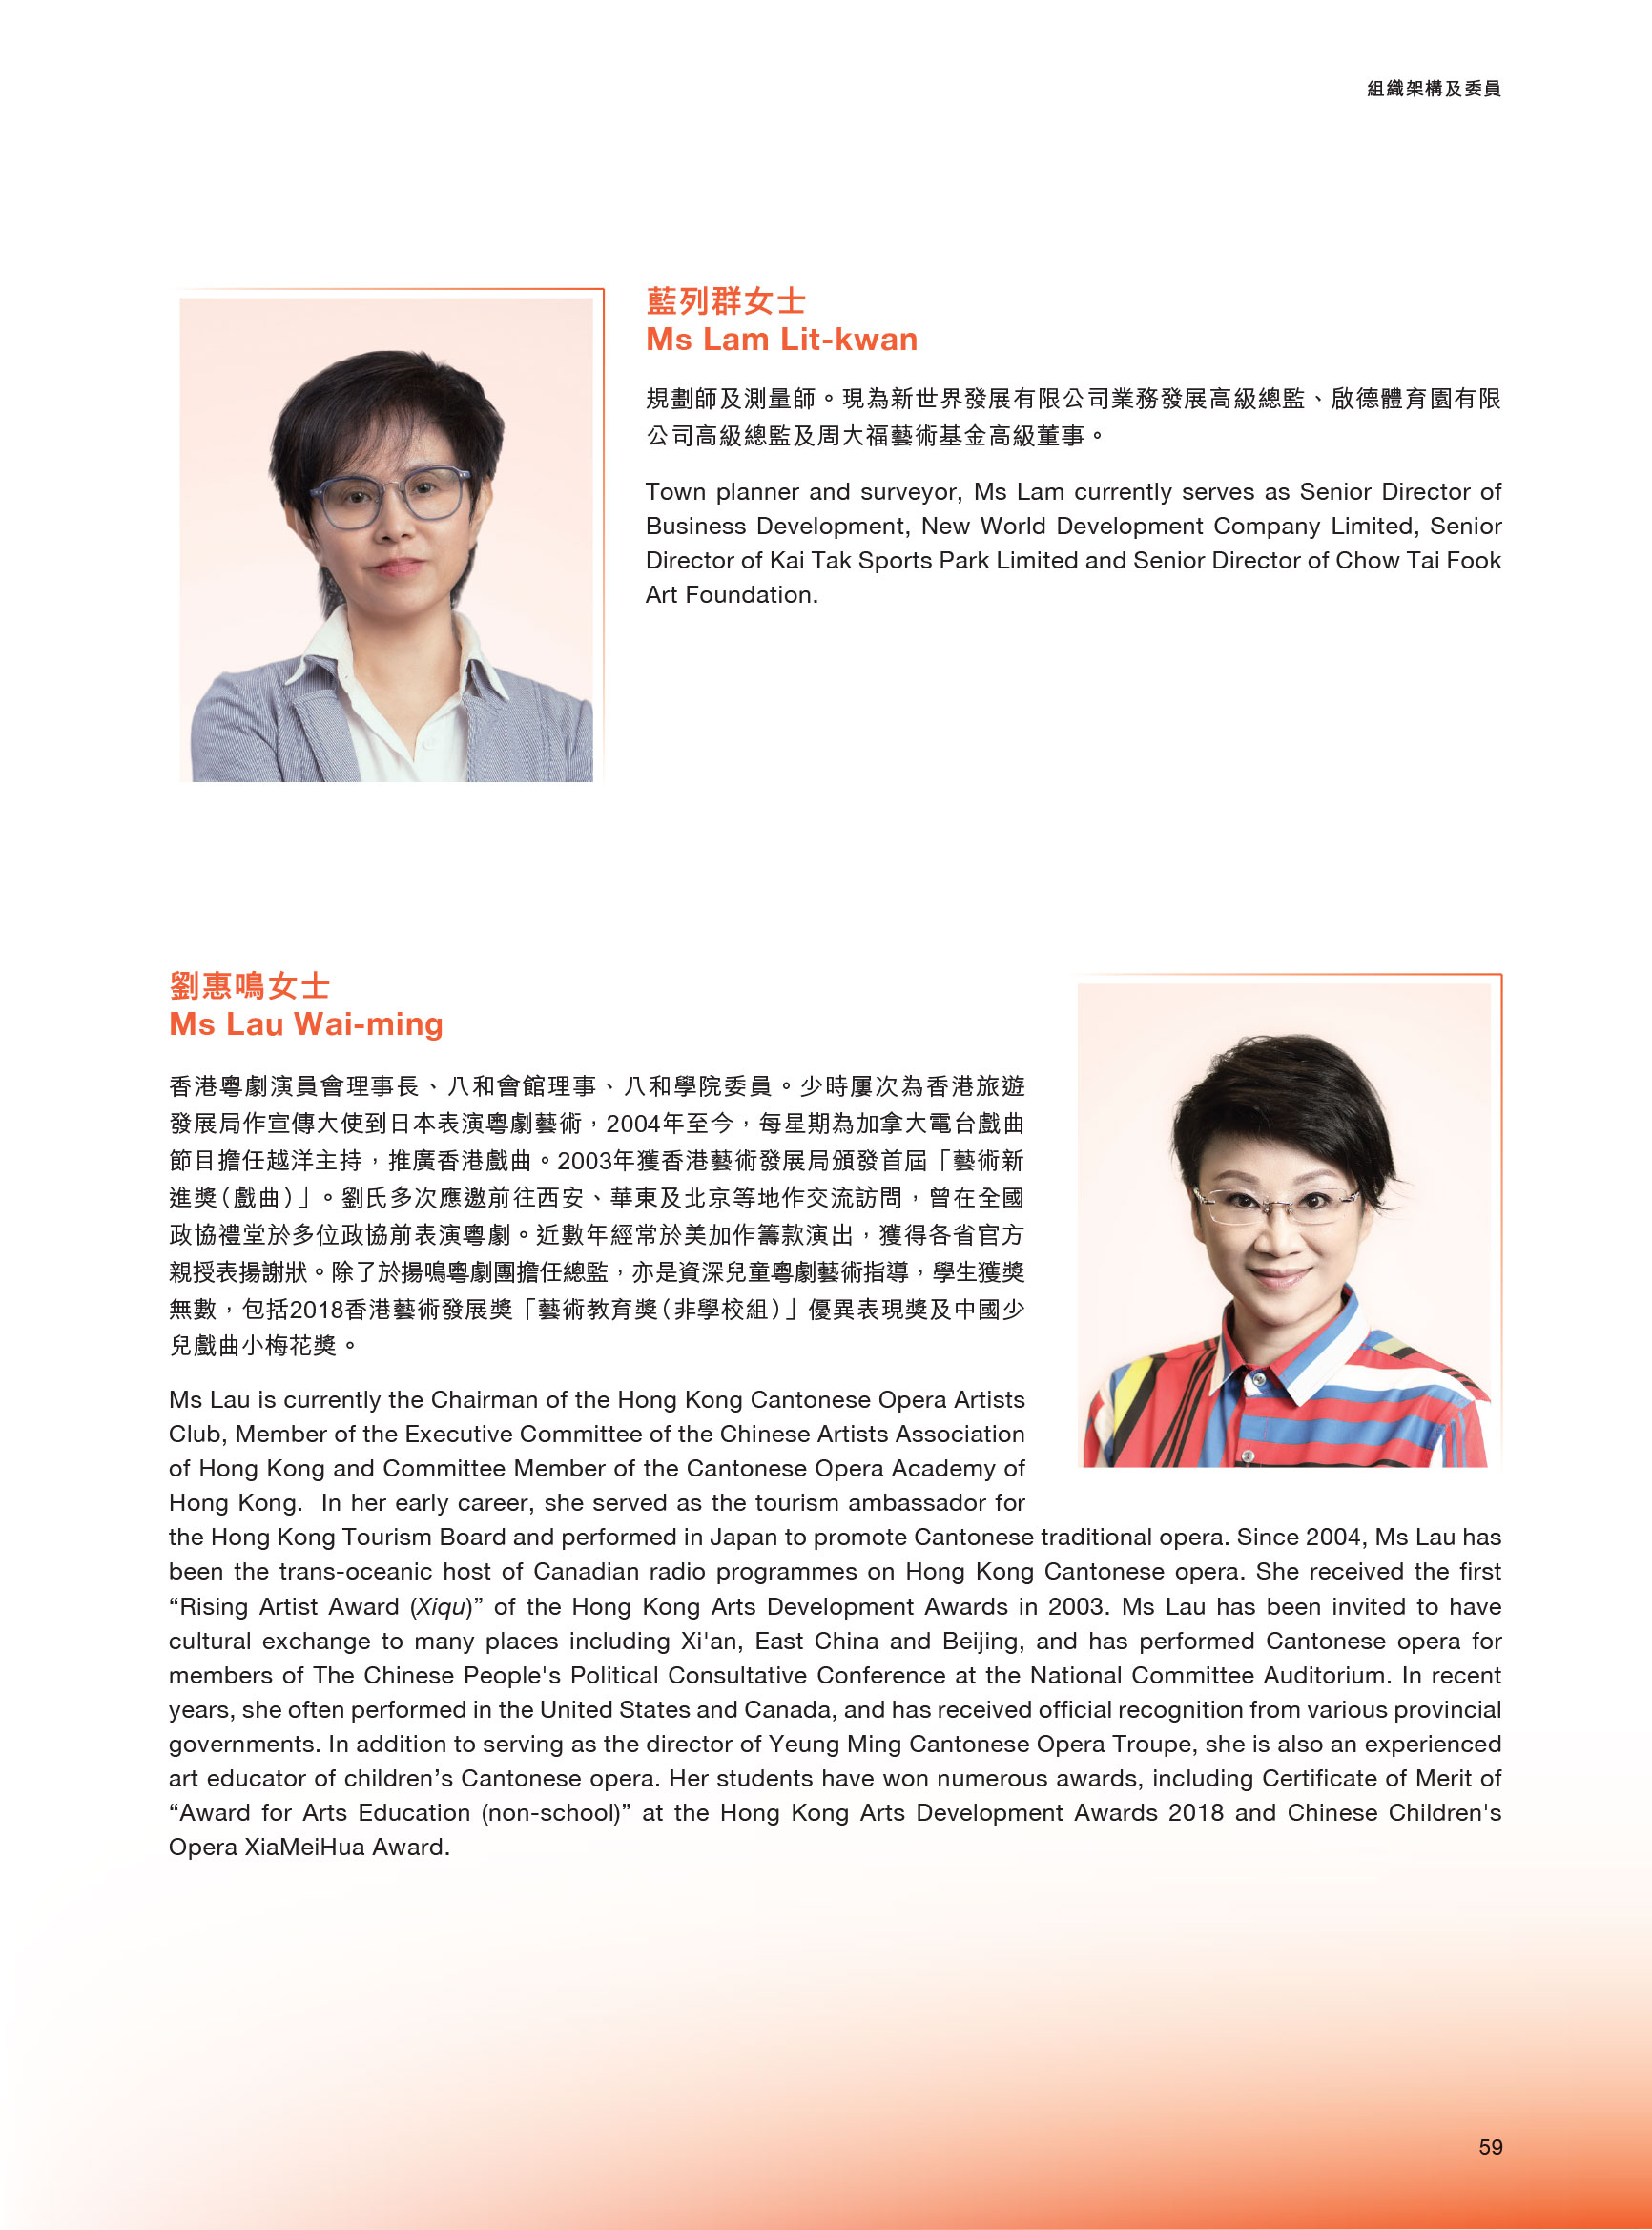 組織架構及委員
藍列群女士
Ms Lam Lit-kwan
規劃師及測量師。現為新世界發展有限公司業務發展高級總監、啟德體育園有限
公司高級總監及周大福藝術基金高級董事。
Town planner and surveyor, Ms Lam currently serves as Senior Director of
Business Development, New World Development Company Limited, Senior
Director of Kai Tak Sports Park Limited and Senior Director of Chow Tai Fook
Art Foundation.
劉惠鳴女士
Ms Lau Wai-ming
香港粵劇演員會理事長、八和會館理事、八和學院委員。少時屢次為香港旅遊
發展局作宣傳大使到日本表演粵劇藝術，2004年至今，每星期為加拿大電台戲曲
節目擔任越洋主持，推廣香港戲曲。2003年獲香港藝術發展局頒發首屆「藝術新
進獎（戲曲）」。劉氏多次應邀前往西安、華東及北京等地作交流訪問，曾在全國
政協禮堂於多位政協前表演粵劇。近數年經常於美加作籌款演出，獲得各省官方
親授表揚謝狀。除了於揚鳴粵劇團擔任總監，亦是資深兒童粵劇藝術指導，學生獲獎
無數，包括2018香港藝術發展獎「藝術教育獎（非學校組）」優異表現獎及中國少
兒戲曲小梅花獎。
Ms Lau is currently the Chairman of the Hong Kong Cantonese Opera Artists
Club, Member of the Executive Committee of the Chinese Artists Association
of Hong Kong and Committee Member of the Cantonese Opera Academy of
Hong Kong.  In her early career, she served as the tourism ambassador for
the Hong Kong Tourism Board and performed in Japan to promote Cantonese traditional opera. Since 2004, Ms Lau has
been the trans-oceanic host of Canadian radio programmes on Hong Kong Cantonese opera. She received the first
“Rising Artist Award (Xiqu)” of the Hong Kong Arts Development Awards in 2003. Ms Lau has been invited to have
cultural exchange to many places including Xi'an, East China and Beijing, and has performed Cantonese opera for
members of The Chinese People's Political Consultative Conference at the National Committee Auditorium. In recent
years, she often performed in the United States and Canada, and has received official recognition from various provincial
governments. In addition to serving as the director of Yeung Ming Cantonese Opera Troupe, she is also an experienced
art educator of children’s Cantonese opera. Her students have won numerous awards, including Certificate of Merit of
“Award for Arts Education (non-school)” at the Hong Kong Arts Development Awards 2018 and Chinese Children's
Opera XiaMeiHua Award.
59